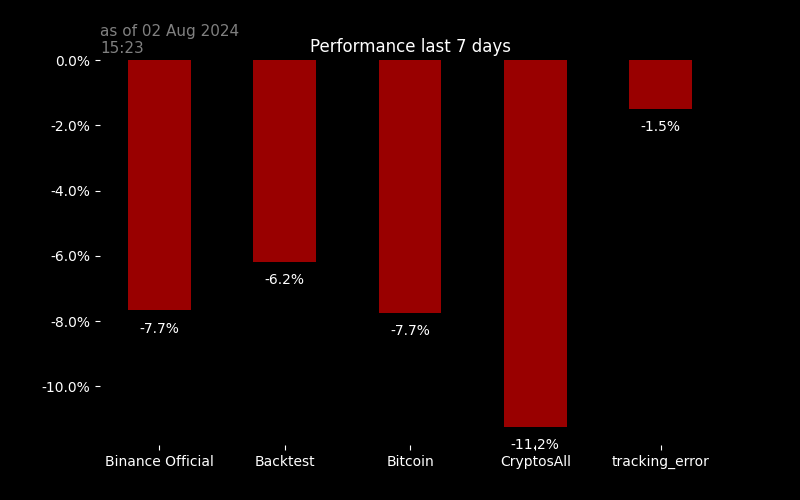 as of 02 Aug 2024
15:23
Performance last 7 days
0.0%
-2.0%
-4.0%
-6.0%
-8.0%
-10.0%
-7.7%
-6.2%
-7.7%
-11.2%
-1.5%
Binance Official
Backtest
Bitcoin
CryptosAll
tracking_error